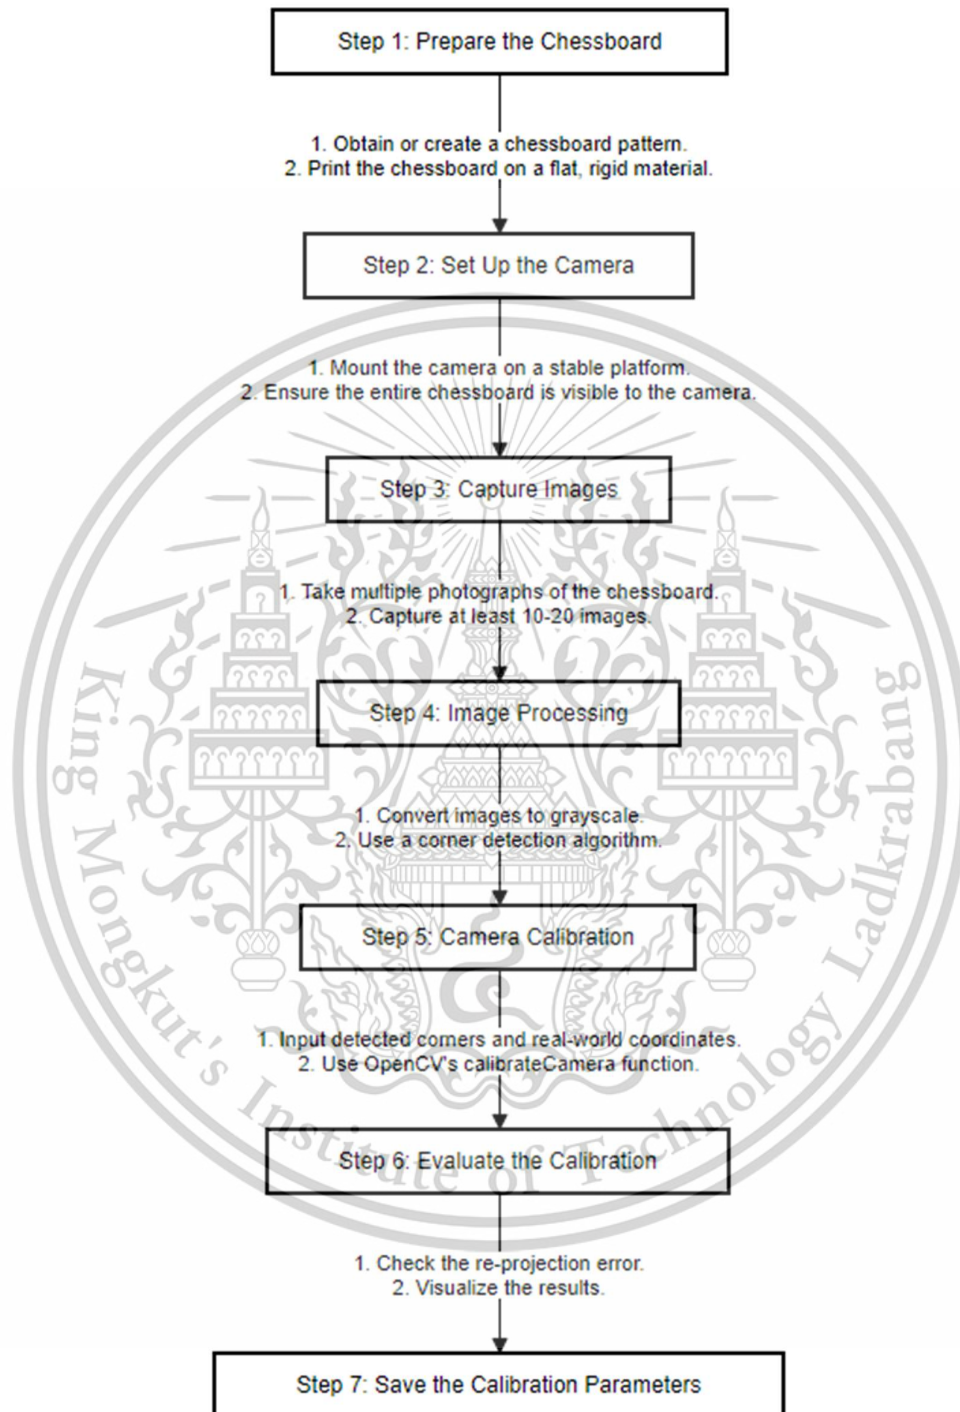 Step 1: Prepare the Chessboard
1. Obtain or create a chessboard pattern.
2. Print the chessboard on a flat, rigid material.
Step 2: Set Up the Camera
1. Mount the camera on a stable platform.
2. Ensure the entire chessboard is visible to the camera.
Step 3: Capture Images
1. Take multiple photographs of the chessboard.
2. Capture at least 10-20 images.
Step 4: Image Processing
1. Convert images to grayscale.
2. Use a corner detection algorithm.
Step 5: Camera Calibration
1. Input detected corners and real-world coordinates.
2. Use OpenCV's calibrateCamera function.
Step 6: Evaluate the Calibration
1. Check the re-projection error.
2. Visualize the results.
Step 7: Save the Calibration Parameters
King Mongkut's Institute of Technology Ladkrabang